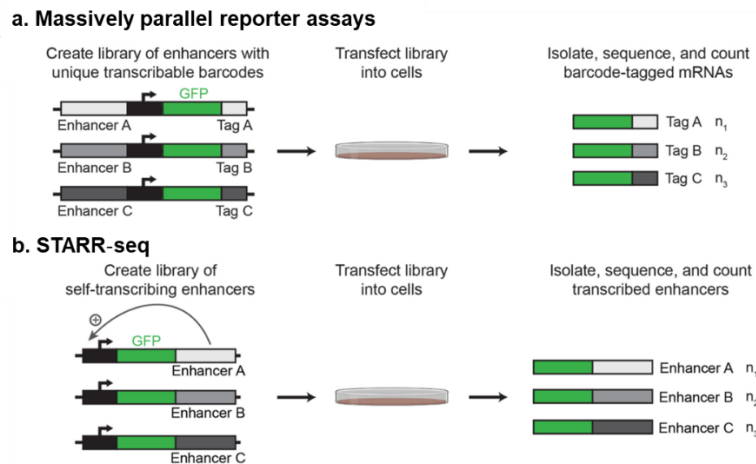 a. Massively parallel reporter assays
Create library of enhancers with
unique transcribable barcodes
Transfect library
into cells
Isolate, sequence, and count
barcode-tagged mRNAs
GFP
Enhancer A Tag A
Enhancer B Tag B
Enhancer C Tag C
Tag A n₁
Tag B n₂
Tag C n₃
b. STARR-seq
Create library of
self-transcribing enhancers
Transfect library
into cells
Isolate, sequence, and count
transcribed enhancers
+
GFP
Enhancer A
Enhancer B
Enhancer C
Enhancer A n₁
Enhancer B n₂
Enhancer C n₃